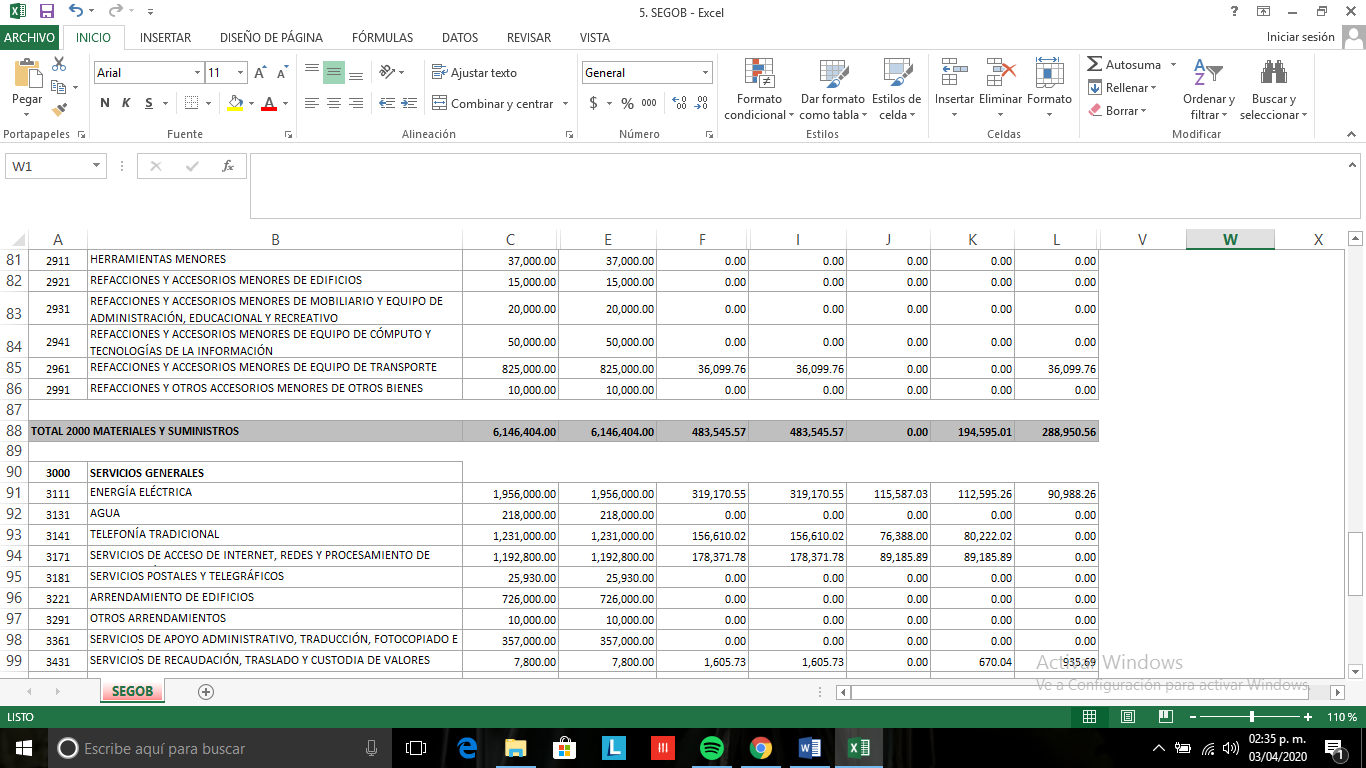 5. SEGOB - Excel
ARCHIVO INICIO INSERTAR DISEÑO DE PÁGINA FÓRMULAS DATOS REVISAR VISTA Iniciar sesión
Arial 11 Ajustar texto General Autosuma
Rellenar
Pegar N K S A Combinar y centrar $ % 000 Formato Dar formato Estilos de Insertar Eliminar Formato Ordenar y Buscar y
condicional como tabla celda Borrar filtrar seleccionar
Portapapeles Fuente Alineación Número Estilos Celdas Modificar
W1 fx
A B C E F I J K L V W X
81 2911 HERRAMIENTAS MENORES 37,000.00 37,000.00 0.00 0.00 0.00 0.00 0.00
82 2921 REFACCIONES Y ACCESORIOS MENORES DE EDIFICIOS 15,000.00 15,000.00 0.00 0.00 0.00 0.00 0.00
83 2931 REFACCIONES Y ACCESORIOS MENORES DE MOBILIARIO Y EQUIPO DE
ADMINISTRACIÓN, EDUCACIONAL Y RECREATIVO 20,000.00 20,000.00 0.00 0.00 0.00 0.00 0.00
84 2941 REFACCIONES Y ACCESORIOS MENORES DE EQUIPO DE CÓMPUTO Y
TECNOLOGÍAS DE LA INFORMACIÓN 50,000.00 50,000.00 0.00 0.00 0.00 0.00 0.00
85 2961 REFACCIONES Y ACCESORIOS MENORES DE EQUIPO DE TRANSPORTE 825,000.00 825,000.00 36,099.76 36,099.76 0.00 0.00 36,099.76
86 2991 REFACCIONES Y OTROS ACCESORIOS MENORES DE OTROS BIENES 10,000.00 10,000.00 0.00 0.00 0.00 0.00 0.00
87
88 TOTAL 2000 MATERIALES Y SUMINISTROS 6,146,404.00 6,146,404.00 483,545.57 483,545.57 0.00 194,595.01 288,950.56
89
90 3000 SERVICIOS GENERALES
91 3111 ENERGÍA ELÉCTRICA 1,956,000.00 1,956,000.00 319,170.55 319,170.55 115,587.03 112,595.26 90,988.26
92 3131 AGUA 218,000.00 218,000.00 0.00 0.00 0.00 0.00 0.00
93 3141 TELEFONÍA TRADICIONAL 1,231,000.00 1,231,000.00 156,610.02 156,610.02 76,388.00 80,222.02 0.00
94 3171 SERVICIOS DE ACCESO DE INTERNET, REDES Y PROCESAMIENTO DE 1,192,800.00 1,192,800.00 178,371.78 178,371.78 89,185.89 89,185.89 0.00
95 3181 SERVICIOS POSTALES Y TELEGRÁFICOS 25,930.00 25,930.00 0.00 0.00 0.00 0.00 0.00
96 3221 ARRENDAMIENTO DE EDIFICIOS 726,000.00 726,000.00 0.00 0.00 0.00 0.00 0.00
97 3291 OTROS ARRENDAMIENTOS 10,000.00 10,000.00 0.00 0.00 0.00 0.00 0.00
98 3361 SERVICIOS DE APOYO ADMINISTRATIVO, TRADUCCIÓN, FOTOCOPIADO E 357,000.00 357,000.00 0.00 0.00 0.00 0.00 0.00
99 3431 SERVICIOS DE RECAUDACIÓN, TRASLADO Y CUSTODIA DE VALORES 7,800.00 7,800.00 1,605.73 1,605.73 0.00 670.04 935.69
Activar Windows
Ve a Configuración para activar Windows.
SEGOB
LISTO 110 %
Escribe aquí para buscar 02:35 p. m.
03/04/2020 1